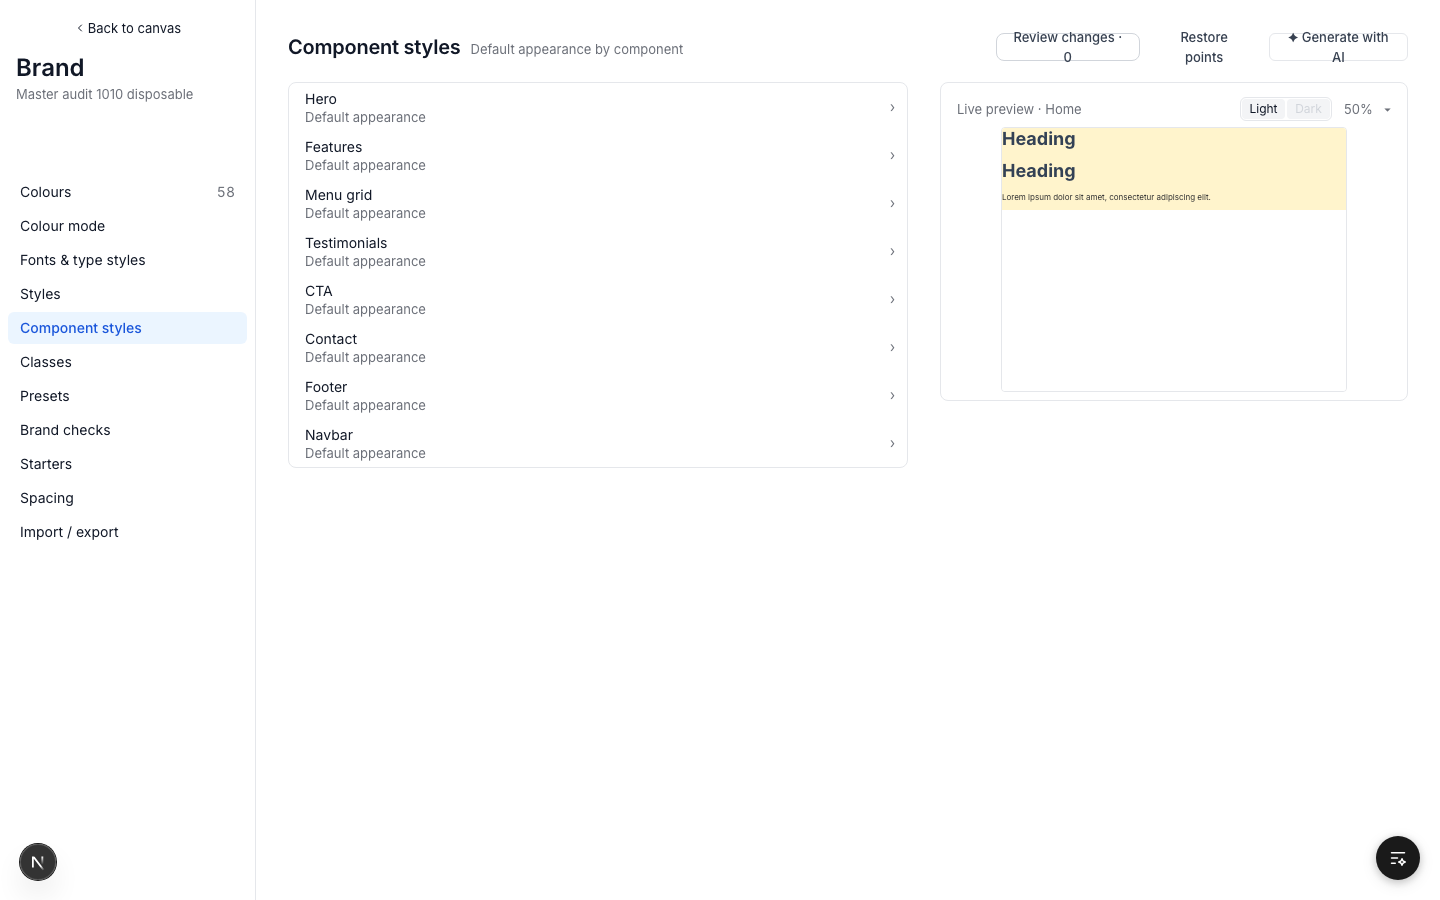 ‹ Back to canvas
Brand
Master audit 1010 disposable
Colours 58
Colour mode
Fonts & type styles
Styles
Component styles
Classes
Presets
Brand checks
Starters
Spacing
Import / export
N
Component styles Default appearance by component
Review changes ·
0
Restore
points
✦ Generate with
AI
Hero
Default appearance
Features
Default appearance
Menu grid
Default appearance
Testimonials
Default appearance
CTA
Default appearance
Contact
Default appearance
Footer
Default appearance
Navbar
Default appearance
Live preview · Home Light Dark 50%
Heading
Heading
Lorem ipsum dolor sit amet, consectetur adipiscing elit.